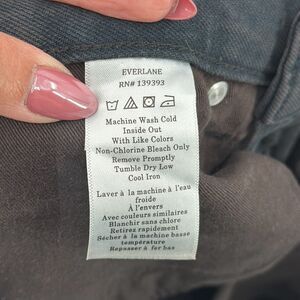 EVERLANE
RN# 139393
Machine Wash Cold
Inside Out
With Like Colors
Non-Chlorine Bleach Only
Remove Promptly
Tumble Dry Low
Cool Iron
Laver à la machine à l'eau
froide
À l'envers
Avec couleurs similaires
Blanchir sans chlore
Retirez rapidement
Sécher à la machine basse
température
Repasser à fer bas